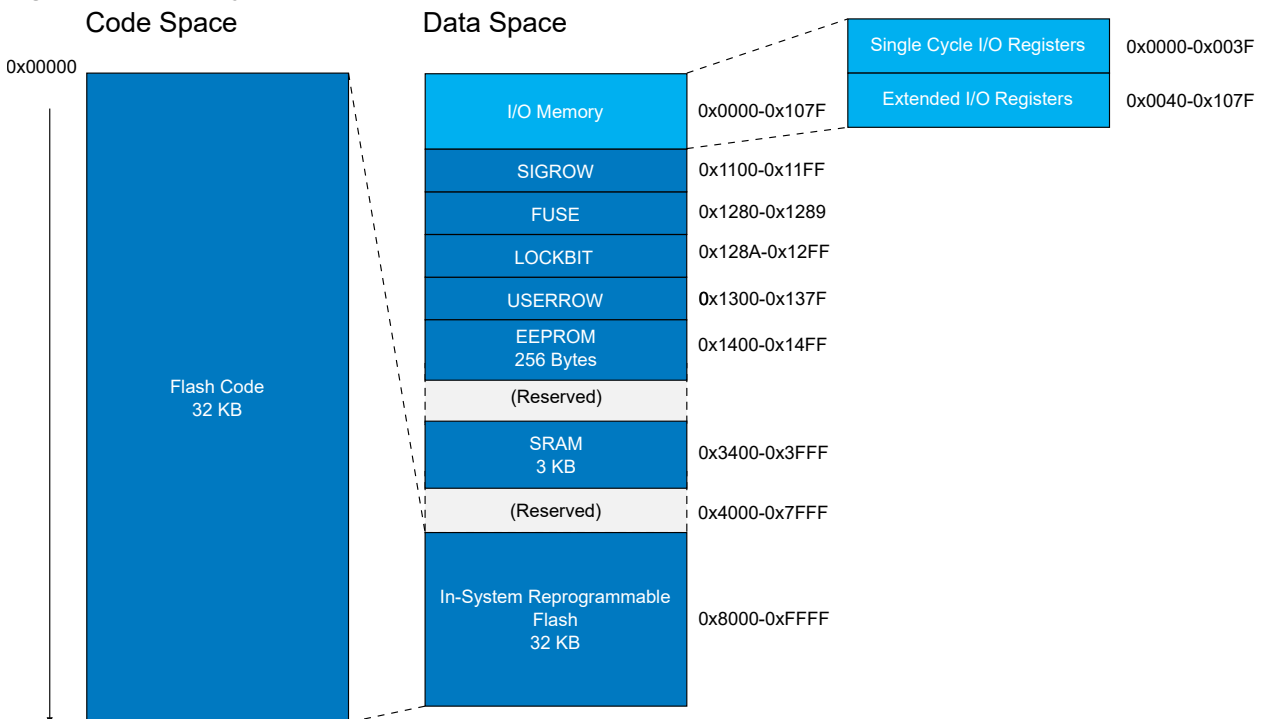 Code Space
Data Space
0x00000
Single Cycle I/O Registers
0x0000-0x003F
Extended I/O Registers
0x0040-0x107F
I/O Memory
0x0000-0x107F
SIGROW
0x1100-0x11FF
FUSE
0x1280-0x1289
LOCKBIT
0x128A-0x12FF
USERROW
0x1300-0x137F
EEPROM
256 Bytes
0x1400-0x14FF
Flash Code
32 KB
(Reserved)
SRAM
3 KB
0x3400-0x3FFF
(Reserved)
0x4000-0x7FFF
In-System Reprogrammable
Flash
32 KB
0x8000-0xFFFF